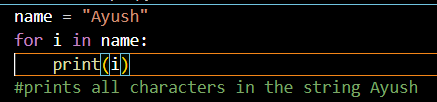 name = "Ayush"
for i in name:
    print(i)
#prints all characters in the string Ayush